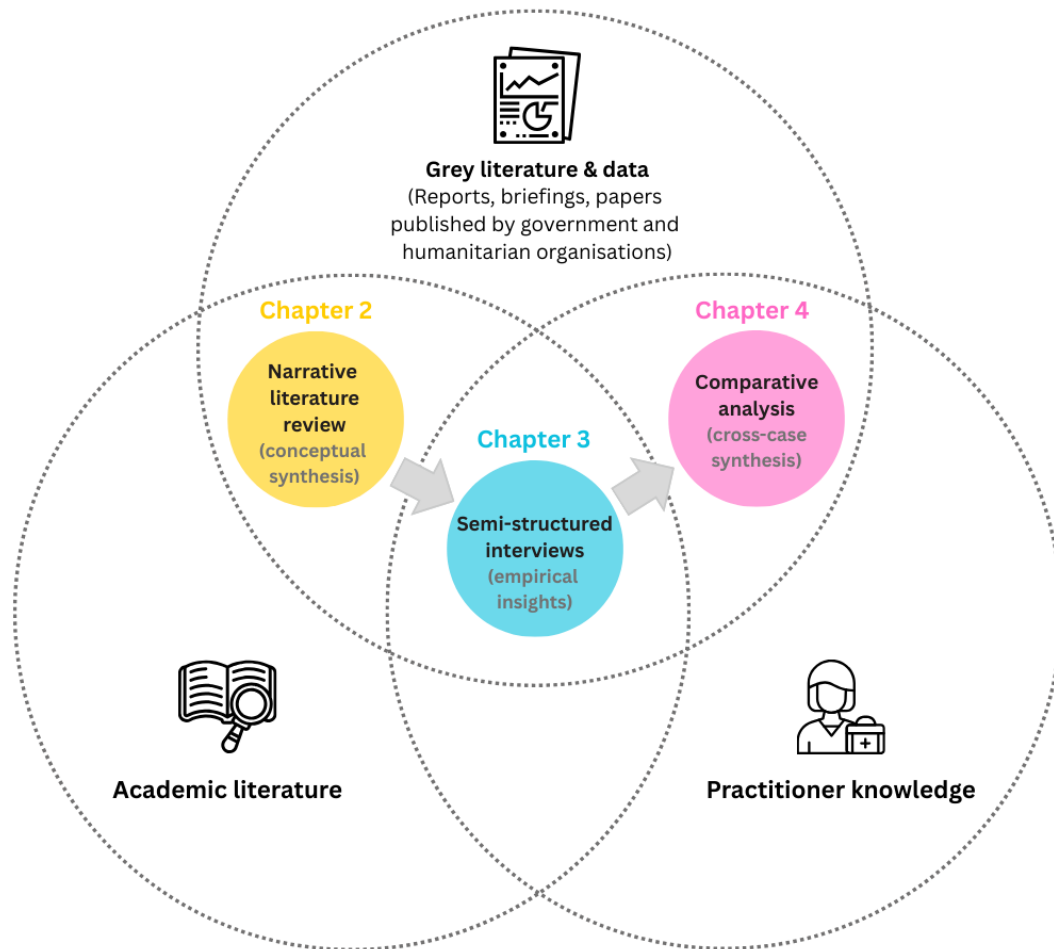 Grey literature & data
(Reports, briefings, papers
published by government and
humanitarian organisations)
Chapter 2
Narrative
literature
review
(conceptual
synthesis)
Chapter 3
Semi-structured
interviews
(empirical
insights)
Chapter 4
Comparative
analysis
(cross-case
synthesis)
Academic literature
Practitioner knowledge